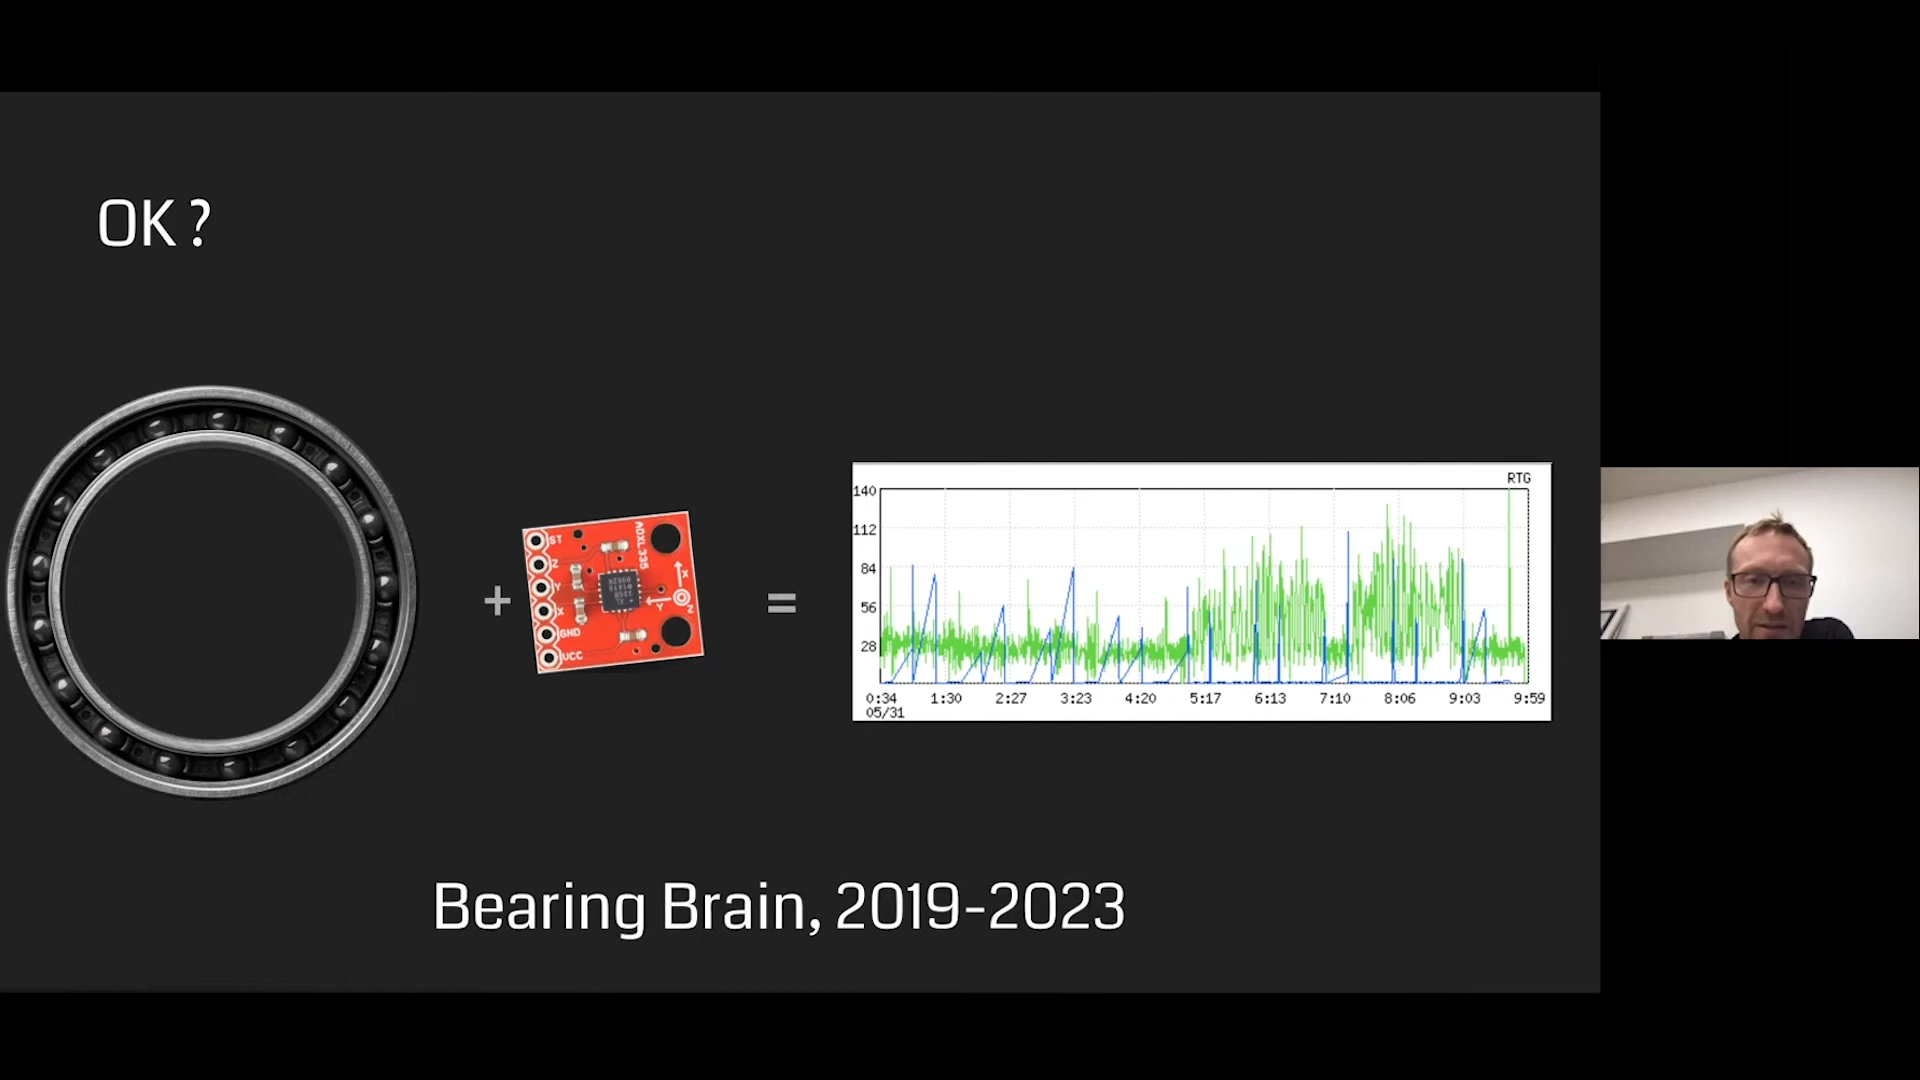 OK ?
+
=
ADXL335
ST
Z
Y
X
GND
VCC
X
Y
Z
RTG
140
112
84
56
28
0:34 1:30 2:27 3:23 4:20 5:17 6:13 7:10 8:06 9:03 9:59
05/31
Bearing Brain, 2019-2023